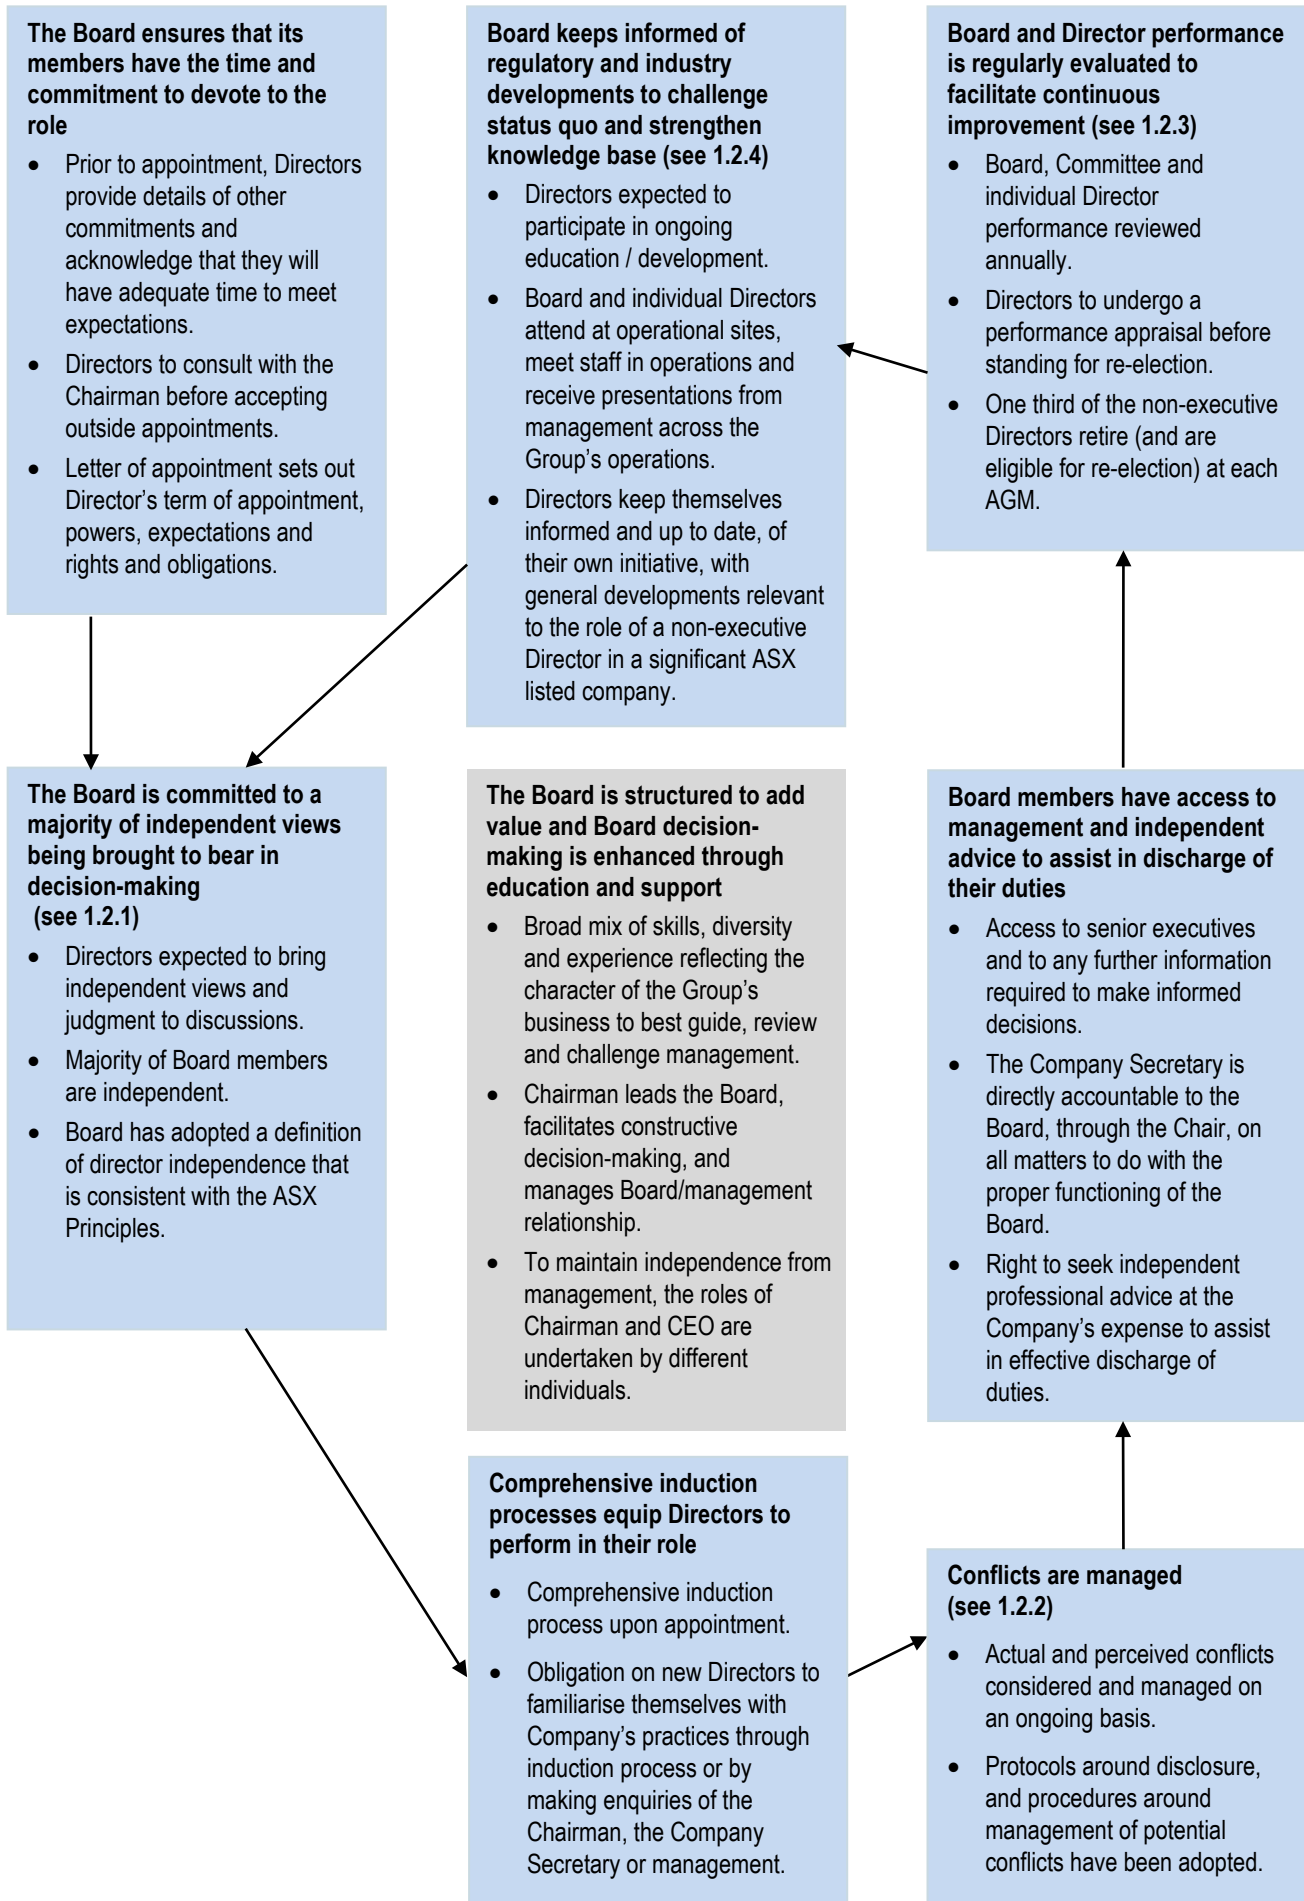 The Board ensures that its
members have the time and
commitment to devote to the
role
• Prior to appointment, Directors
provide details of other
commitments and
acknowledge that they will
have adequate time to meet
expectations.
• Directors to consult with the
Chairman before accepting
outside appointments.
• Letter of appointment sets out
Director’s term of appointment,
powers, expectations and
rights and obligations.
Board keeps informed of
regulatory and industry
developments to challenge
status quo and strengthen
knowledge base (see 1.2.4)
• Directors expected to
participate in ongoing
education / development.
• Board and individual Directors
attend at operational sites,
meet staff in operations and
receive presentations from
management across the
Group’s operations.
• Directors keep themselves
informed and up to date, of
their own initiative, with
general developments relevant
to the role of a non-executive
Director in a significant ASX
listed company.
Board and Director performance
is regularly evaluated to
facilitate continuous
improvement (see 1.2.3)
• Board, Committee and
individual Director
performance reviewed
annually.
• Directors to undergo a
performance appraisal before
standing for re-election.
• One third of the non-executive
Directors retire (and are
eligible for re-election) at each
AGM.
The Board is committed to a
majority of independent views
being brought to bear in
decision-making
(see 1.2.1)
• Directors expected to bring
independent views and
judgment to discussions.
• Majority of Board members
are independent.
• Board has adopted a definition
of director independence that
is consistent with the ASX
Principles.
The Board is structured to add
value and Board decision-
making is enhanced through
education and support
• Broad mix of skills, diversity
and experience reflecting the
character of the Group’s
business to best guide, review
and challenge management.
• Chairman leads the Board,
facilitates constructive
decision-making, and
manages Board/management
relationship.
• To maintain independence from
management, the roles of
Chairman and CEO are
undertaken by different
individuals.
Board members have access to
management and independent
advice to assist in discharge of
their duties
• Access to senior executives
and to any further information
required to make informed
decisions.
• The Company Secretary is
directly accountable to the
Board, through the Chair, on
all matters to do with the
proper functioning of the
Board.
• Right to seek independent
professional advice at the
Company’s expense to assist
in effective discharge of
duties.
Comprehensive induction
processes equip Directors to
perform in their role
• Comprehensive induction
process upon appointment.
• Obligation on new Directors to
familiarise themselves with
Company’s practices through
induction process or by
making enquiries of the
Chairman, the Company
Secretary or management.
Conflicts are managed
(see 1.2.2)
• Actual and perceived conflicts
considered and managed on
an ongoing basis.
• Protocols around disclosure,
and procedures around
management of potential
conflicts have been adopted.